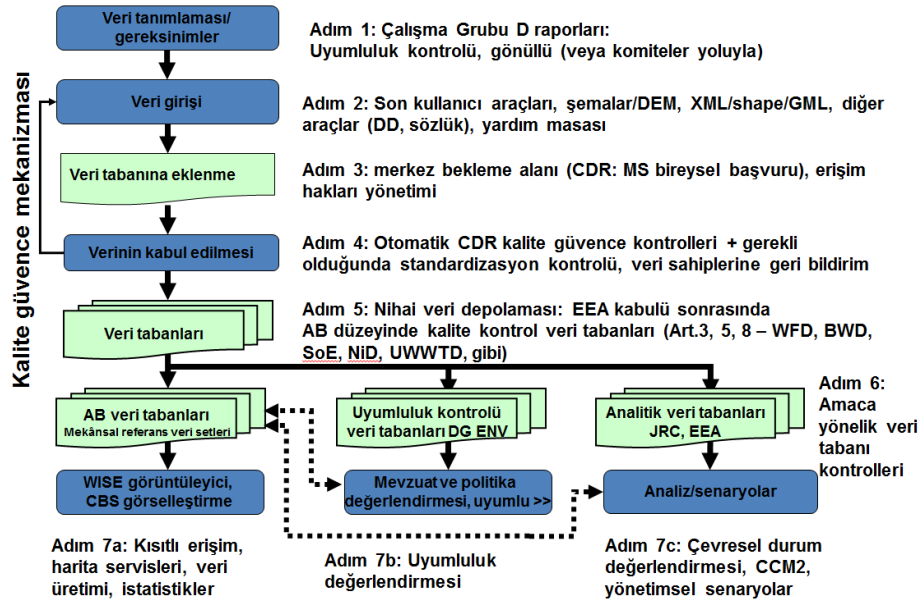 Veri tanımlaması/
gereksinimler
Adım 1: Çalışma Grubu D raporları:
Uyumluluk kontrolü, gönüllü (veya komiteler yoluyla)
Kalite güvence mekanizması
Veri girişi
Adım 2: Son kullanıcı araçları, şemalar/DEM, XML/shape/GML, diğer
araçlar (DD, sözlük), yardım masası
Veri tabanına eklenme
Adım 3: merkez bekleme alanı (CDR: MS bireysel başvuru), erişim
hakları yönetimi
Verinin kabul edilmesi
Adım 4: Otomatik CDR kalite güvence kontrolleri + gerekli
olduğunda standardizasyon kontrolü, veri sahiplerine geri bildirim
Veri tabanları
Adım 5: Nihai veri depolaması: EEA kabulü sonrasında
AB düzeyinde kalite kontrol veri tabanları (Art.3, 5, 8 – WFD, BWD,
SoE, NiD, UWWTD, gibi)
AB veri tabanları
Mekânsal referans veri setleri
Uyumluluk kontrolü
veri tabanları DG ENV
Analitik veri tabanları
JRC, EEA
Adım 6:
Amaca
yönelik veri
tabanı
kontrolleri
WISE görüntüleyici,
CBS görselleştirme
Mevzuat ve politika
değerlendirmesi, uyumlu >>
Analiz/senaryolar
Adım 7a: Kısıtlı erişim,
harita servisleri, veri
üretimi, istatistikler
Adım 7b: Uyumluluk
değerlendirmesi
Adım 7c: Çevresel durum
değerlendirmesi, CCM2,
yönetimsel senaryolar